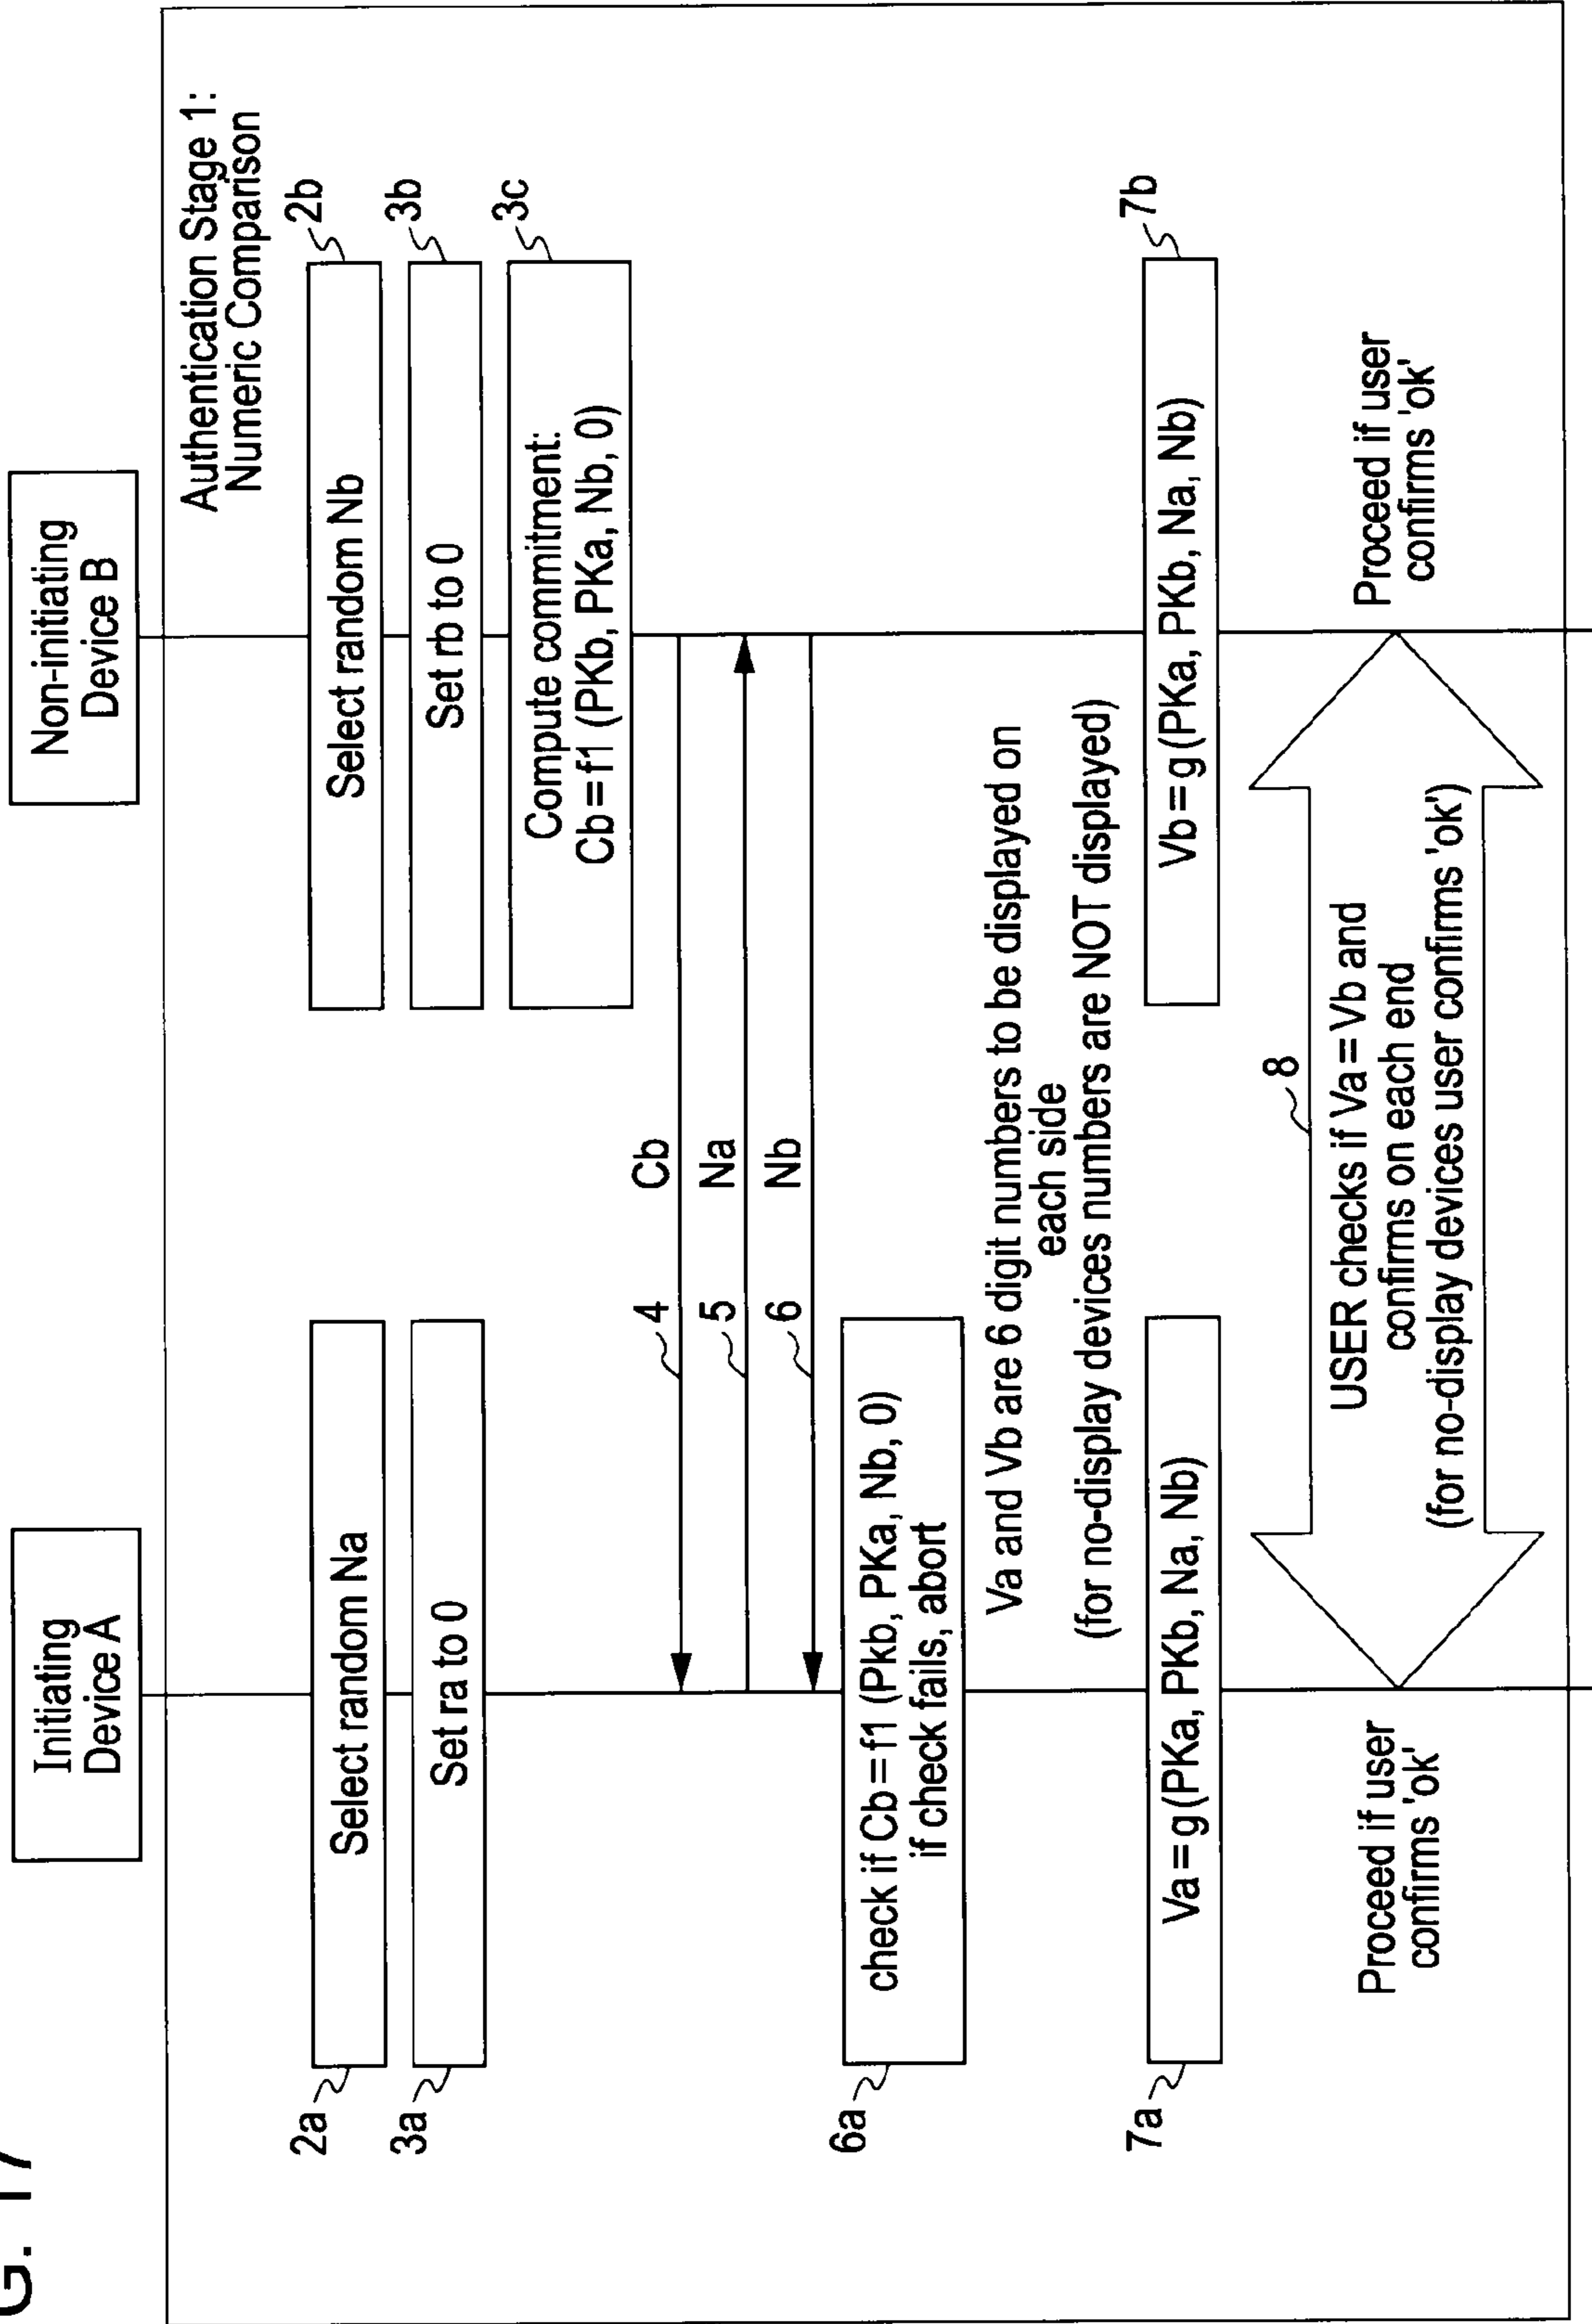 G. 17
Initiating
Device A
Non-initiating
Device B
Authentication Stage 1:
Numeric Comparison
2a
Select random Na
Select random Nb
2b
3a
Set ra to 0
Set rb to 0
3b
Compute commitment:
Cb = f1 (PKb, PKa, Nb, 0)
3c
4
Cb
5
Na
6
Nb
6a
check if Cb = f1 (Pkb, PKa, Nb, 0)
if check fails, abort
Va and Vb are 6 digit numbers to be displayed on
each side
(for no-display devices numbers are NOT displayed)
7a
Va = g (PKa, PKb, Na, Nb)
Vb = g (PKa, PKb, Na, Nb)
7b
8
USER checks if Va = Vb and
confirms on each end
(for no-display devices user confirms 'ok')
Proceed if user
confirms 'ok'
Proceed if user
confirms 'ok'